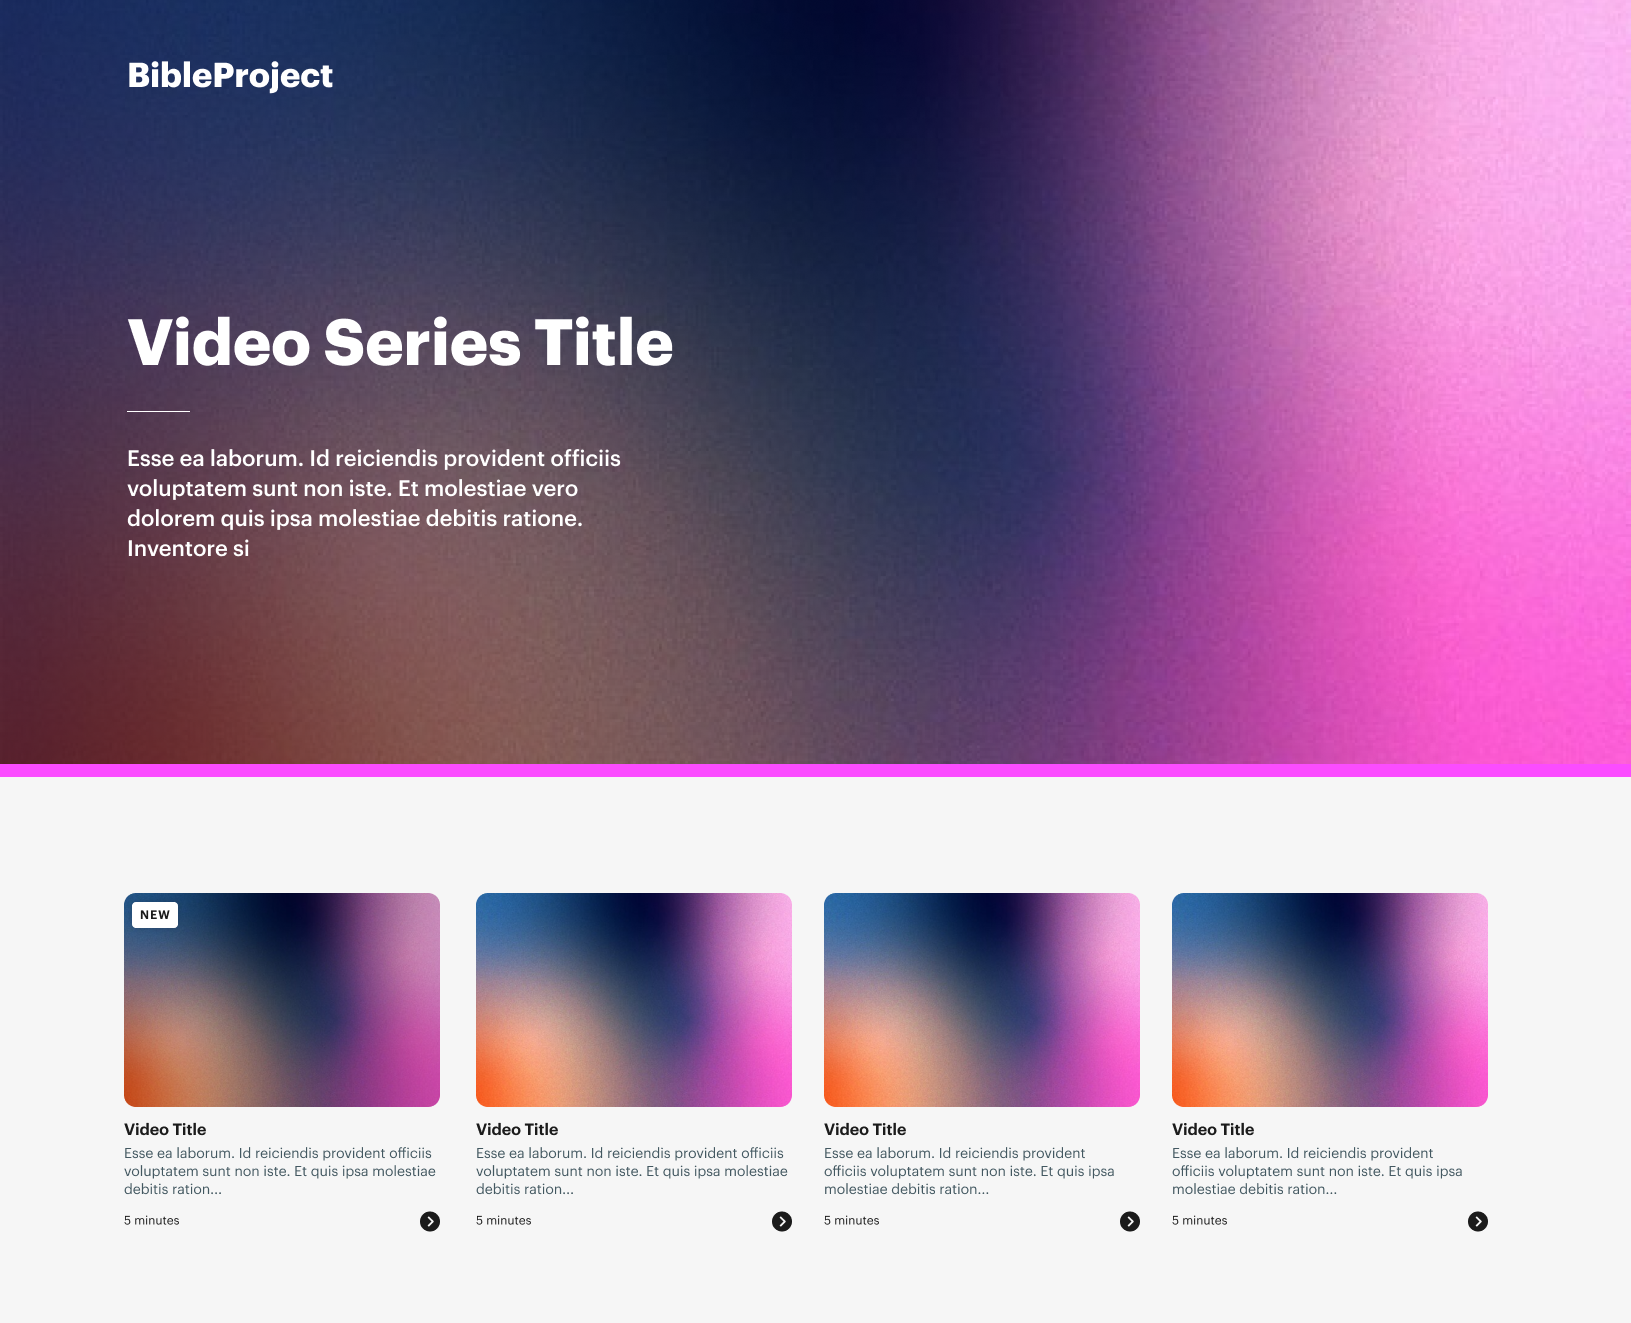 BibleProject
Video Series Title
Esse ea laborum. Id reiciendis provident officiis
voluptatem sunt non iste. Et molestiae vero
dolorem quis ipsa molestiae debitis ratione.
Inventore si
NEW
Video Title
Esse ea laborum. Id reiciendis provident officiis
voluptatem sunt non iste. Et quis ipsa molestiae
debitis ration...
5 minutes
Video Title
Esse ea laborum. Id reiciendis provident officiis
voluptatem sunt non iste. Et quis ipsa molestiae
debitis ration...
5 minutes
Video Title
Esse ea laborum. Id reiciendis provident
officiis voluptatem sunt non iste. Et quis ipsa
molestiae debitis ration...
5 minutes
Video Title
Esse ea laborum. Id reiciendis provident
officiis voluptatem sunt non iste. Et quis ipsa
molestiae debitis ration...
5 minutes